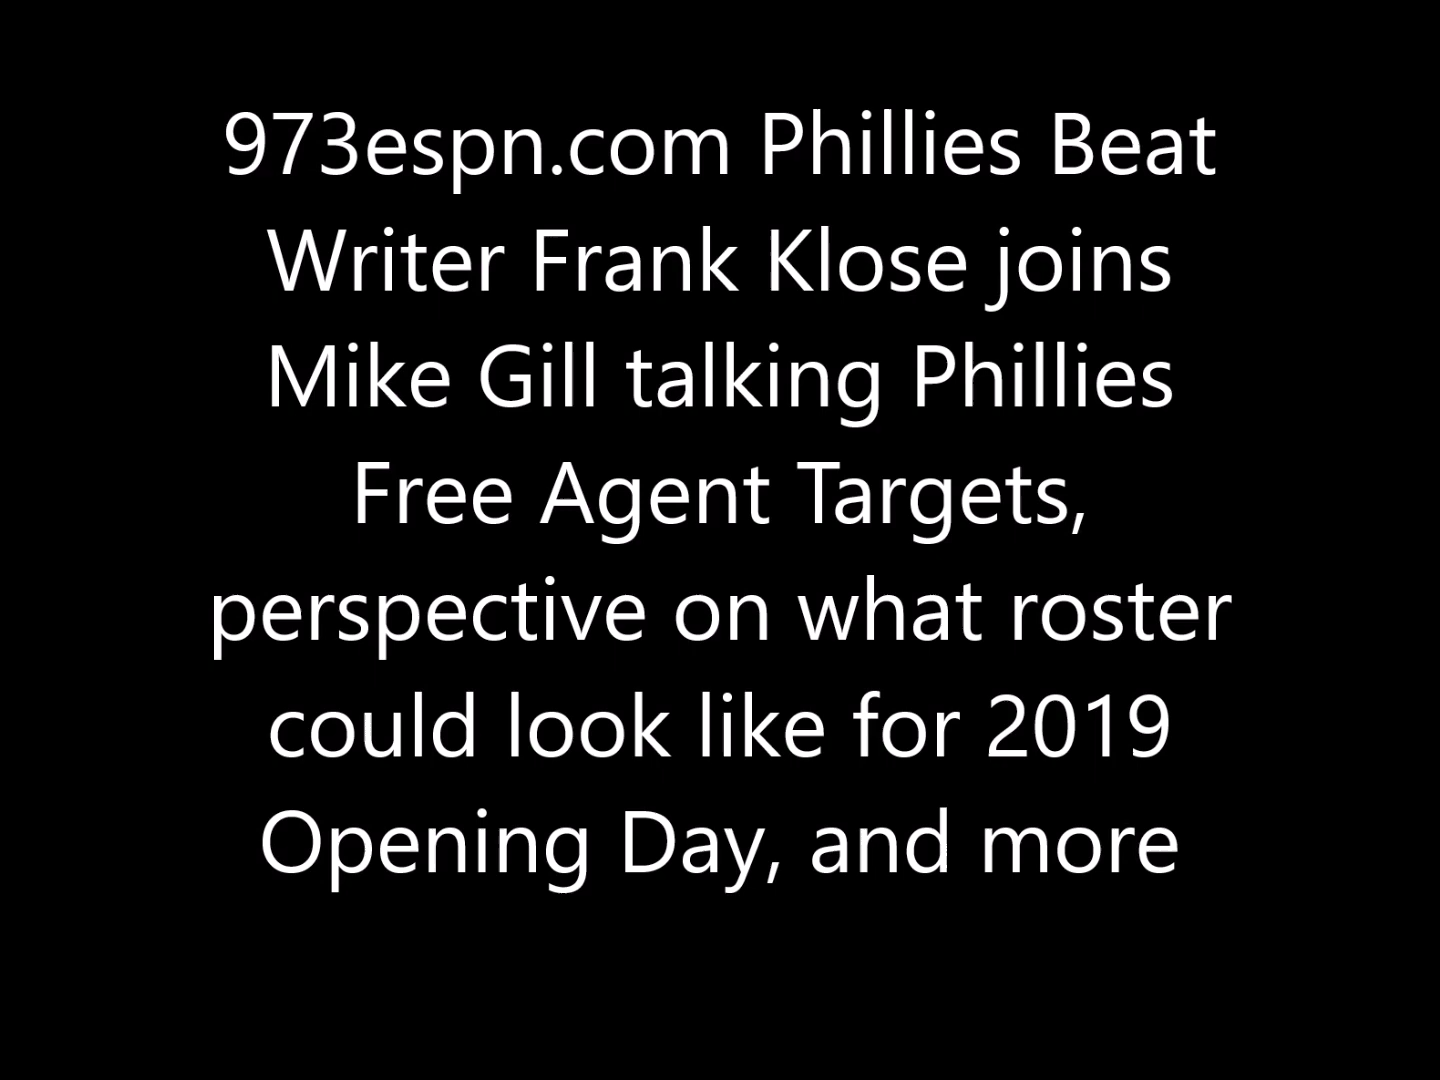 973espn.com Phillies Beat
Writer Frank Klose joins
Mike Gill talking Phillies
Free Agent Targets,
perspective on what roster
could look like for 2019
Opening Day, and more